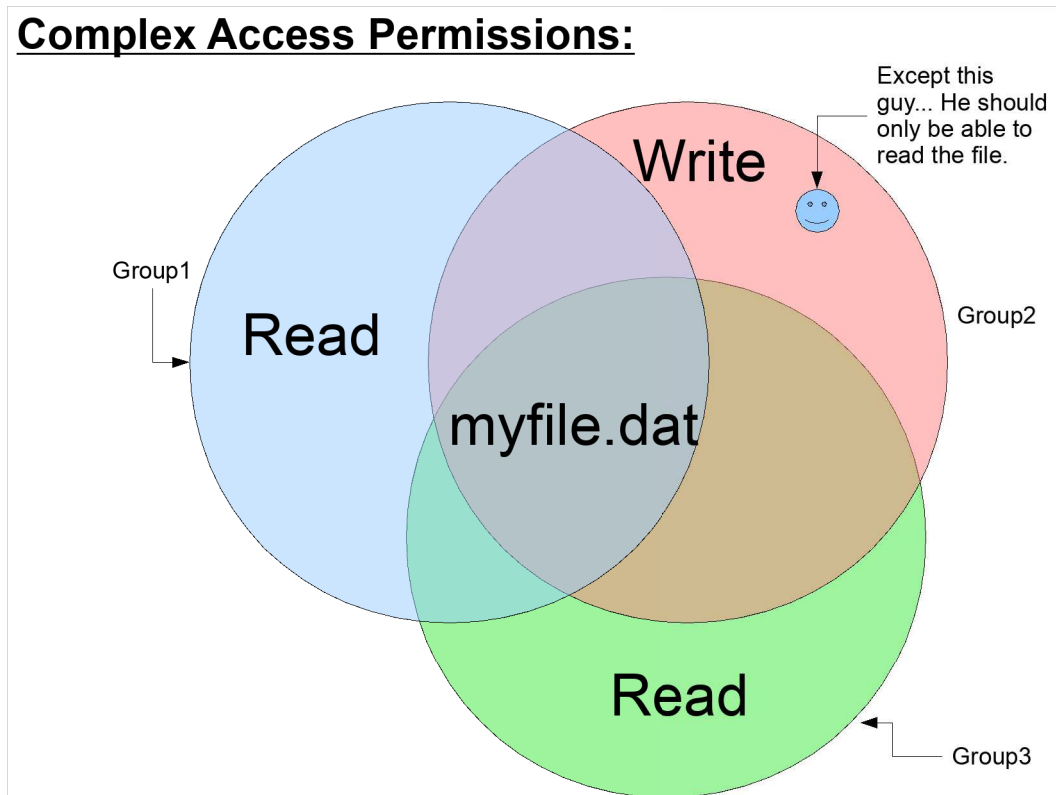 Complex Access Permissions:
Except this
guy... He should
only be able to
read the file.
Write
Group1
Group2
Read
myfile.dat
Read
Group3